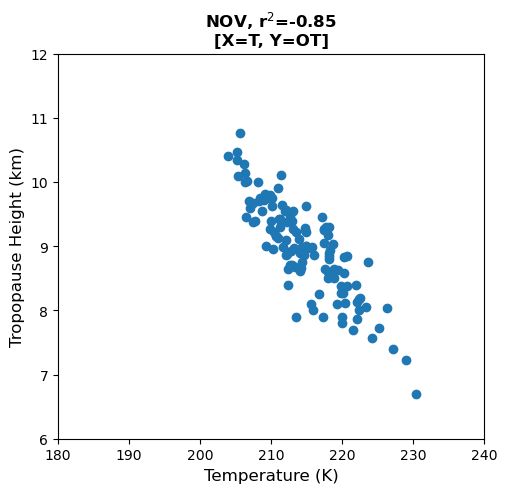 NOV, r²=-0.85
[X=T, Y=OT]
Tropopause Height (km)
12
11
10
9
8
7
6
180 190 200 210 220 230 240
Temperature (K)